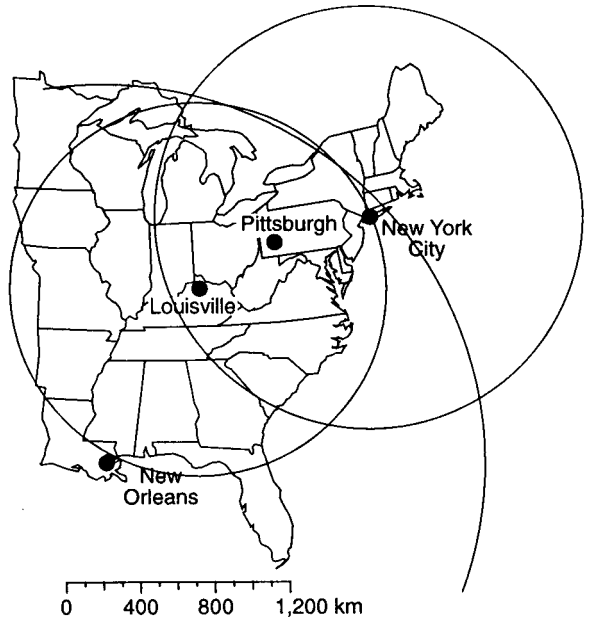 Pittsburgh
New York
City
Louisville
New
Orleans
0 400 800 1,200 km